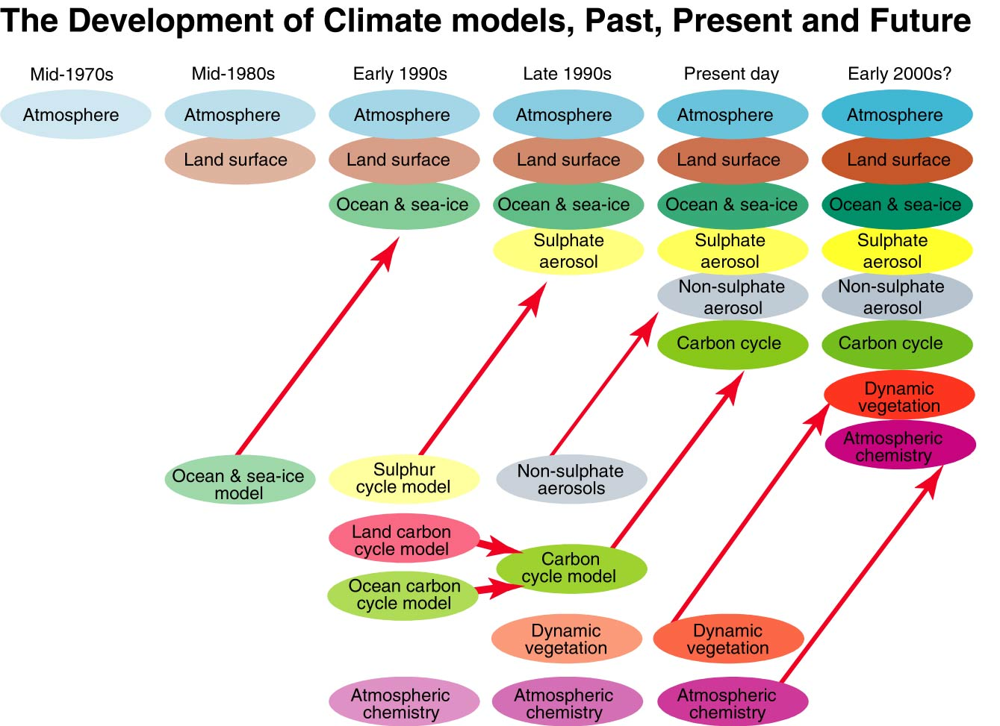 The Development of Climate models, Past, Present and Future
Mid-1970s
Mid-1980s
Early 1990s
Late 1990s
Present day
Early 2000s?
Atmosphere
Atmosphere
Atmosphere
Atmosphere
Atmosphere
Atmosphere
Land surface
Land surface
Land surface
Land surface
Land surface
Ocean & sea-ice
Ocean & sea-ice
Ocean & sea-ice
Ocean & sea-ice
Sulphate
aerosol
Sulphate
aerosol
Sulphate
aerosol
Non-sulphate
aerosol
Non-sulphate
aerosol
Carbon cycle
Carbon cycle
Dynamic
vegetation
Atmospheric
chemistry
Ocean & sea-ice
model
Sulphur
cycle model
Non-sulphate
aerosols
Land carbon
cycle model
Carbon
cycle model
Ocean carbon
cycle model
Dynamic
vegetation
Dynamic
vegetation
Atmospheric
chemistry
Atmospheric
chemistry
Atmospheric
chemistry